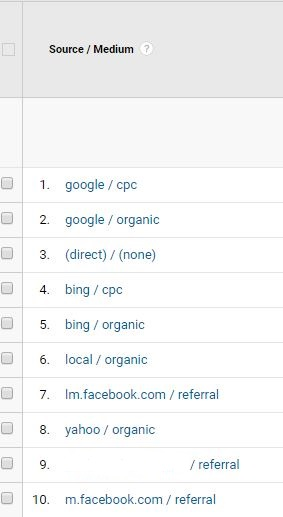 Source / Medium ?
1. google / cpc
2. google / organic
3. (direct) / (none)
4. bing / cpc
5. bing / organic
6. local / organic
7. lm.facebook.com / referral
8. yahoo / organic
9. / referral
10. m.facebook.com / referral